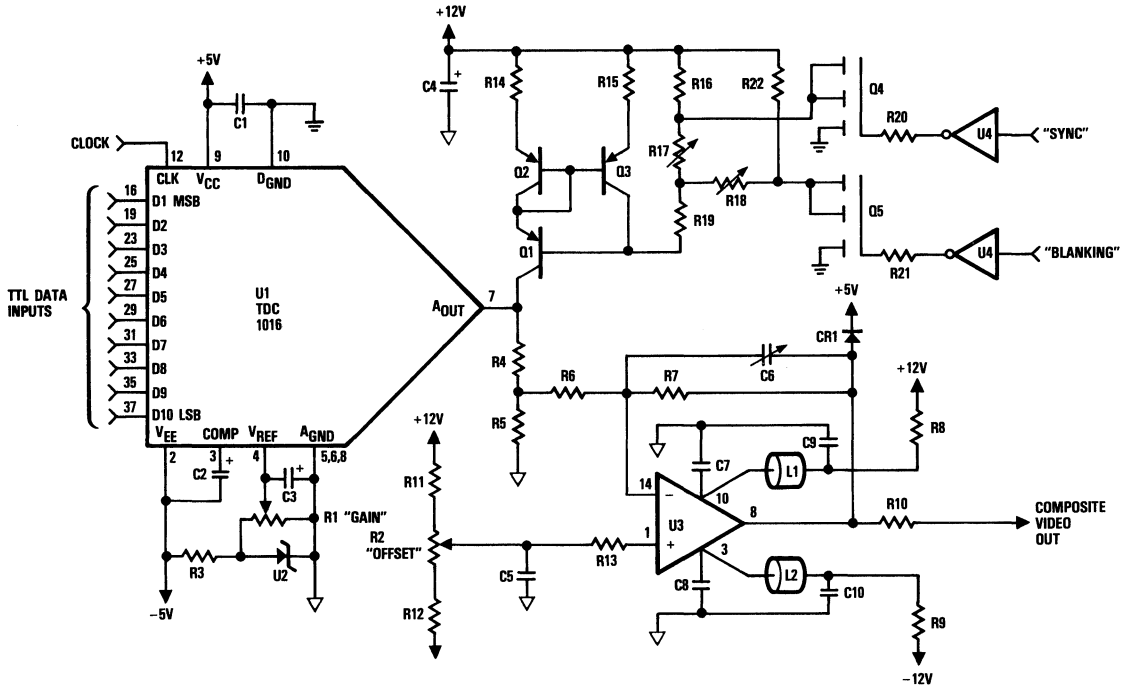 +12V
+5V
C4
+
R14
R15
R16
R22
Q4
R20
U4
"SYNC"
C1
CLOCK
12
9
10
CLK
VCC
DGND
Q2
Q3
R17
R18
Q5
R19
R21
U4
"BLANKING"
Q1
TTL DATA
INPUTS
16
D1 MSB
19
D2
23
D3
25
D4
27
D5
29
D6
31
D7
33
D8
35
D9
37
D10 LSB
U1
TDC
1016
AOUT
7
+5V
CR1
C6
+12V
R4
R6
R7
R5
R8
VEE
COMP
VREF
AGND
2
3
4
5,6,8
C2
+
C3
+
R1 "GAIN"
R3
U2
-5V
+12V
R11
R2
"OFFSET"
R12
C5
R13
C7
C9
L1
14
-
10
U3
8
1
+
3
C8
L2
C10
R10
COMPOSITE
VIDEO
OUT
R9
-12V